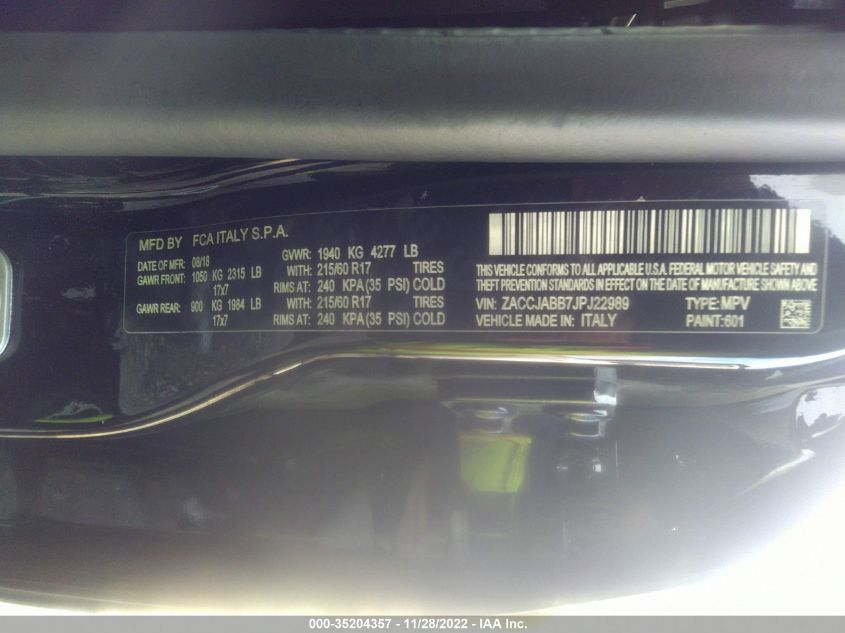 MFD BY FCA ITALY S.P.A.
DATE OF MFR: 08/18 GVWR: 1940 KG 4277 LB
GAWR FRONT: 1050 KG 2315 LB WITH: 215/60 R17 TIRES
17x7 RIMS AT: 240 KPA (35 PSI) COLD
GAWR REAR: 900 KG 1984 LB WITH: 215/60 R17 TIRES
17x7 RIMS AT: 240 KPA (35 PSI) COLD
THIS VEHICLE CONFORMS TO ALL APPLICABLE U.S.A. FEDERAL MOTOR VEHICLE SAFETY AND
THEFT PREVENTION STANDARDS IN EFFECT ON THE DATE OF MANUFACTURE SHOWN ABOVE.
VIN: ZACCJABB7JPJ22989 TYPE: MPV
VEHICLE MADE IN: ITALY PAINT:601
000-35204357 - 11/28/2022 - IAA Inc.